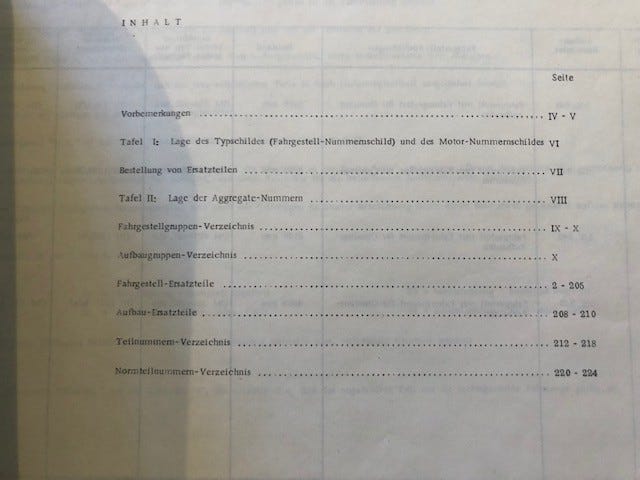 INHALT
Seite
Vorbemerkungen .......... IV - V
Tafel I: Lage des Typschildes (Fahrgestell-Nummernschild) und des Motor-Nummernschildes VI
Bestellung von Ersatzteilen .......... VII
Tafel II: Lage der Aggregate-Nummern .......... VIII
Fahrgestellgruppen-Verzeichnis .......... IX - X
Aufbaugruppen-Verzeichnis .......... X
Fahrgestell-Ersatzteile .......... 2 - 205
Aufbau-Ersatzteile .......... 208 - 210
Teilnummern-Verzeichnis .......... 212 - 218
Normteilnummern-Verzeichnis .......... 220 - 224